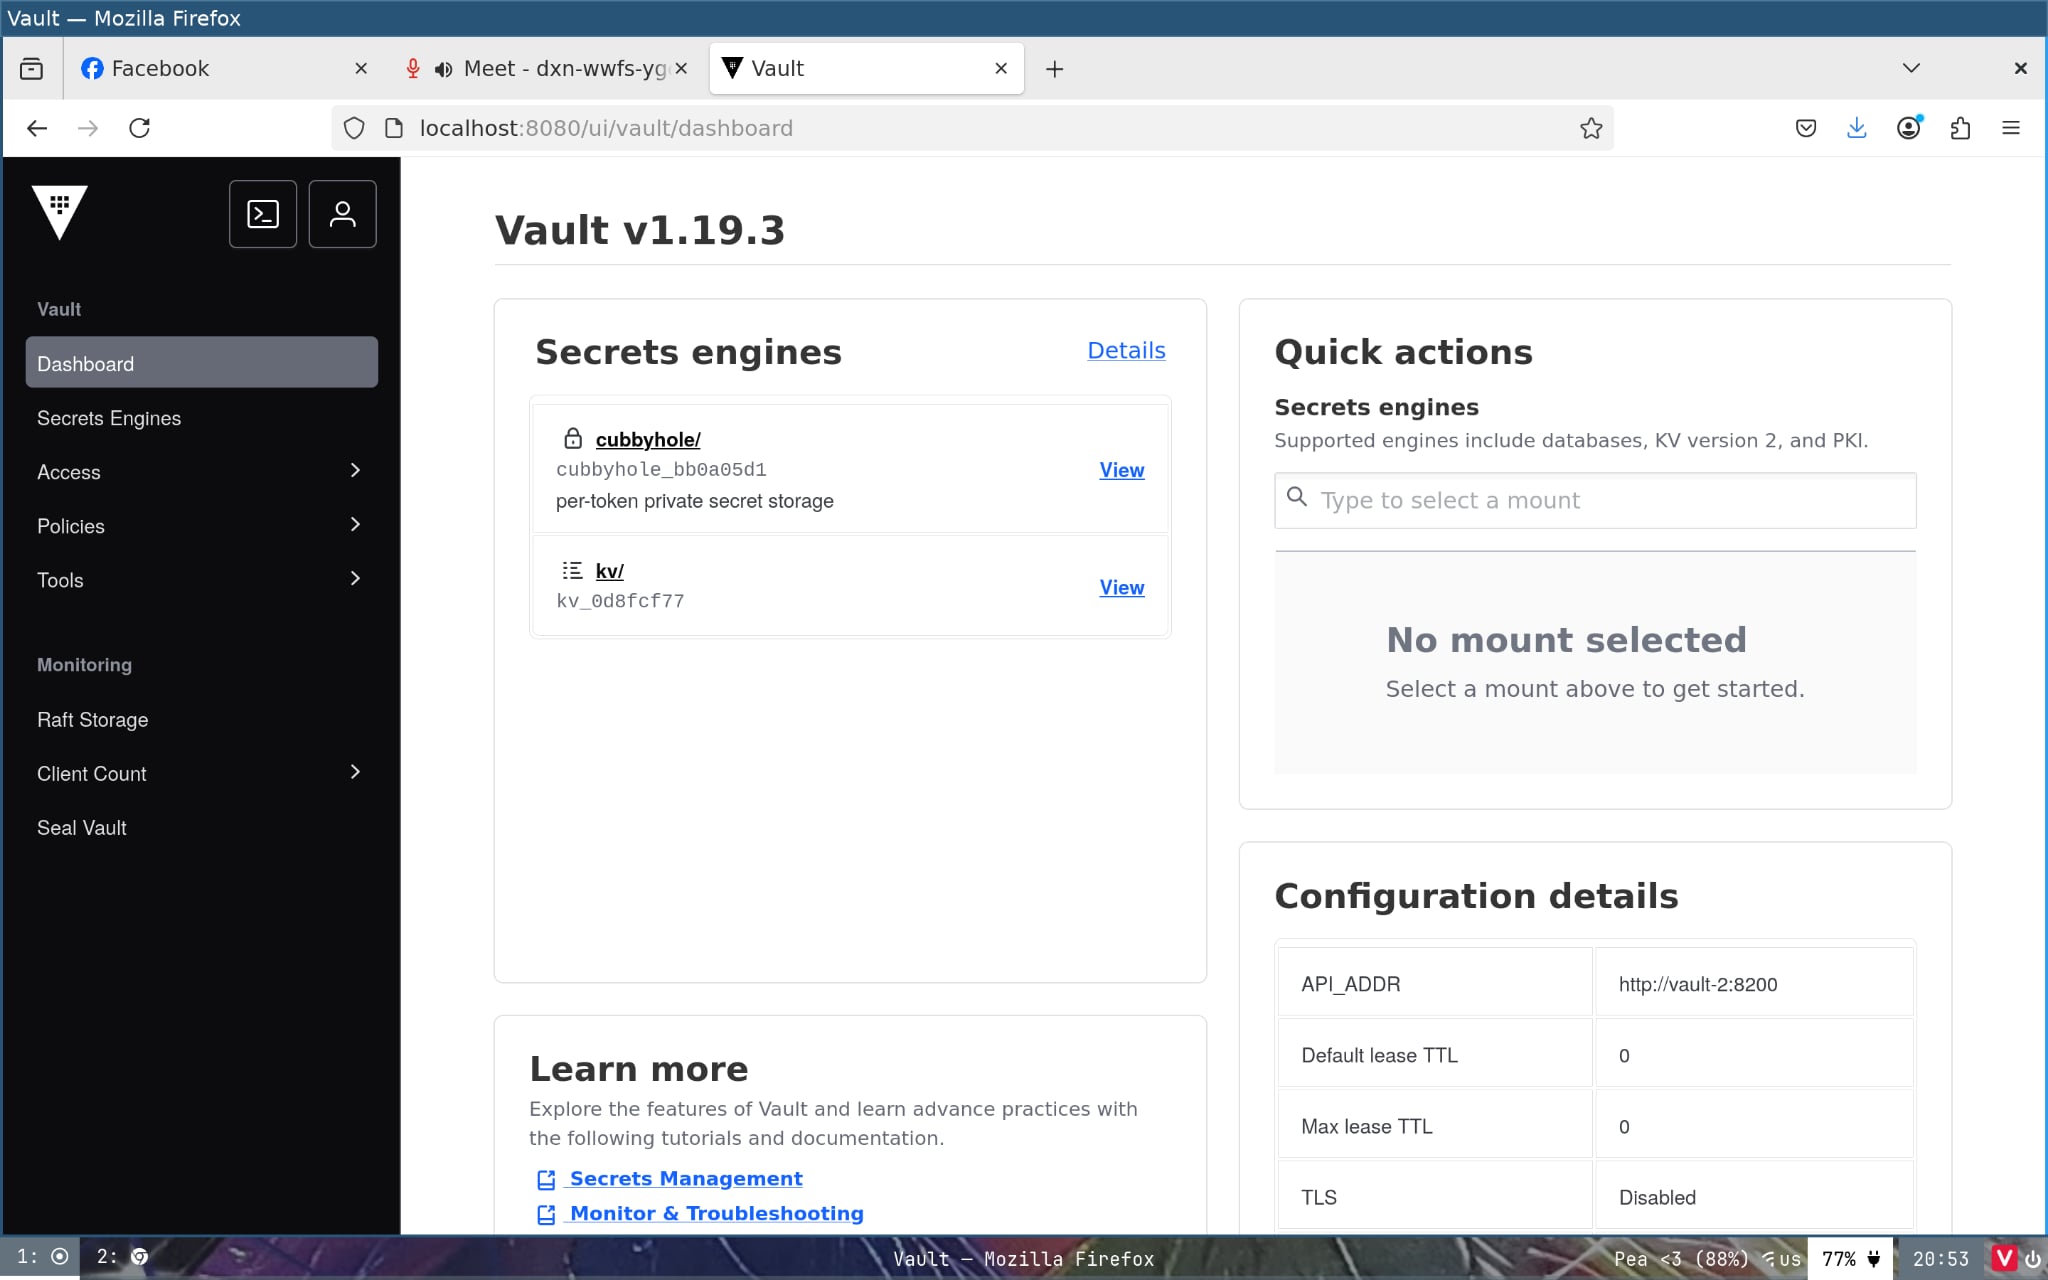 Vault — Mozilla Firefox
Facebook
Meet - dxn-wwfs-yg
Vault
localhost:8080/ui/vault/dashboard
Vault
Dashboard
Secrets Engines
Access
Policies
Tools
Monitoring
Raft Storage
Client Count
Seal Vault
Vault v1.19.3
Secrets engines
Details
cubbyhole/
cubbyhole_bb0a05d1
per-token private secret storage
View
kv/
kv_0d8fcf77
View
Learn more
Explore the features of Vault and learn advance practices with
the following tutorials and documentation.
Secrets Management
Monitor & Troubleshooting
Quick actions
Secrets engines
Supported engines include databases, KV version 2, and PKI.
Type to select a mount
No mount selected
Select a mount above to get started.
Configuration details
API_ADDR http://vault-2:8200
Default lease TTL 0
Max lease TTL 0
TLS Disabled
1: 2: Vault — Mozilla Firefox Pea <3 (88%) us 77% 20:53 V